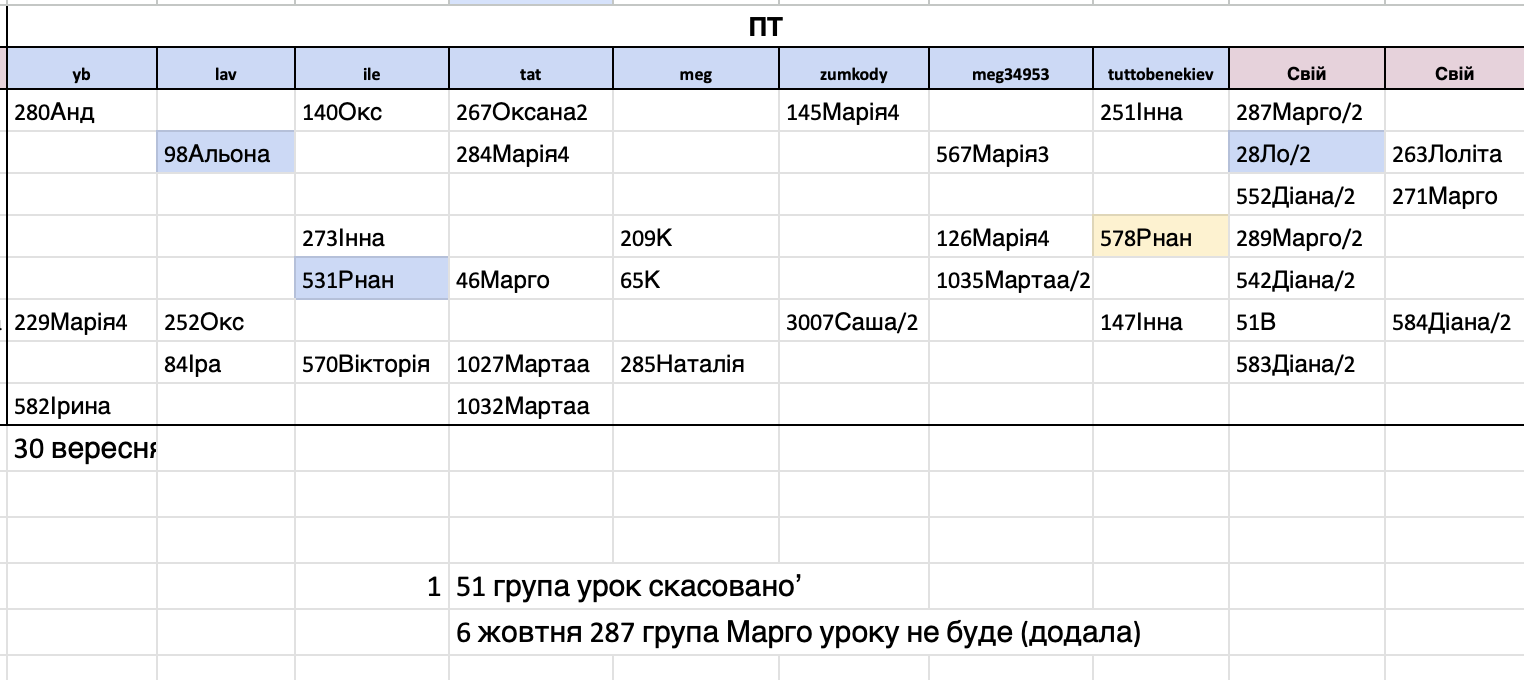 ПТ
yb lav ile tat meg zumkody meg34953 tuttobenekiev Свій Свій
280Анд 140Окс 267Оксана2 145Марія4 251Інна 287Марго/2
98Альона 284Марія4 567Марія3 28Ло/2 263Лоліта
552Діана/2 271Марго
273Інна 209К 126Марія4 578Рнан 289Марго/2
531Рнан 46Марго 65К 1035Мартаа/2 542Діана/2
229Марія4 252Окс 3007Саша/2 147Інна 51В 584Діана/2
84Іра 570Вікторія 1027Мартаа 285Наталія 583Діана/2
582Ірина 1032Мартаа
30 вересня
1 51 група урок скасовано’
6 жовтня 287 група Марго уроку не буде (додала)